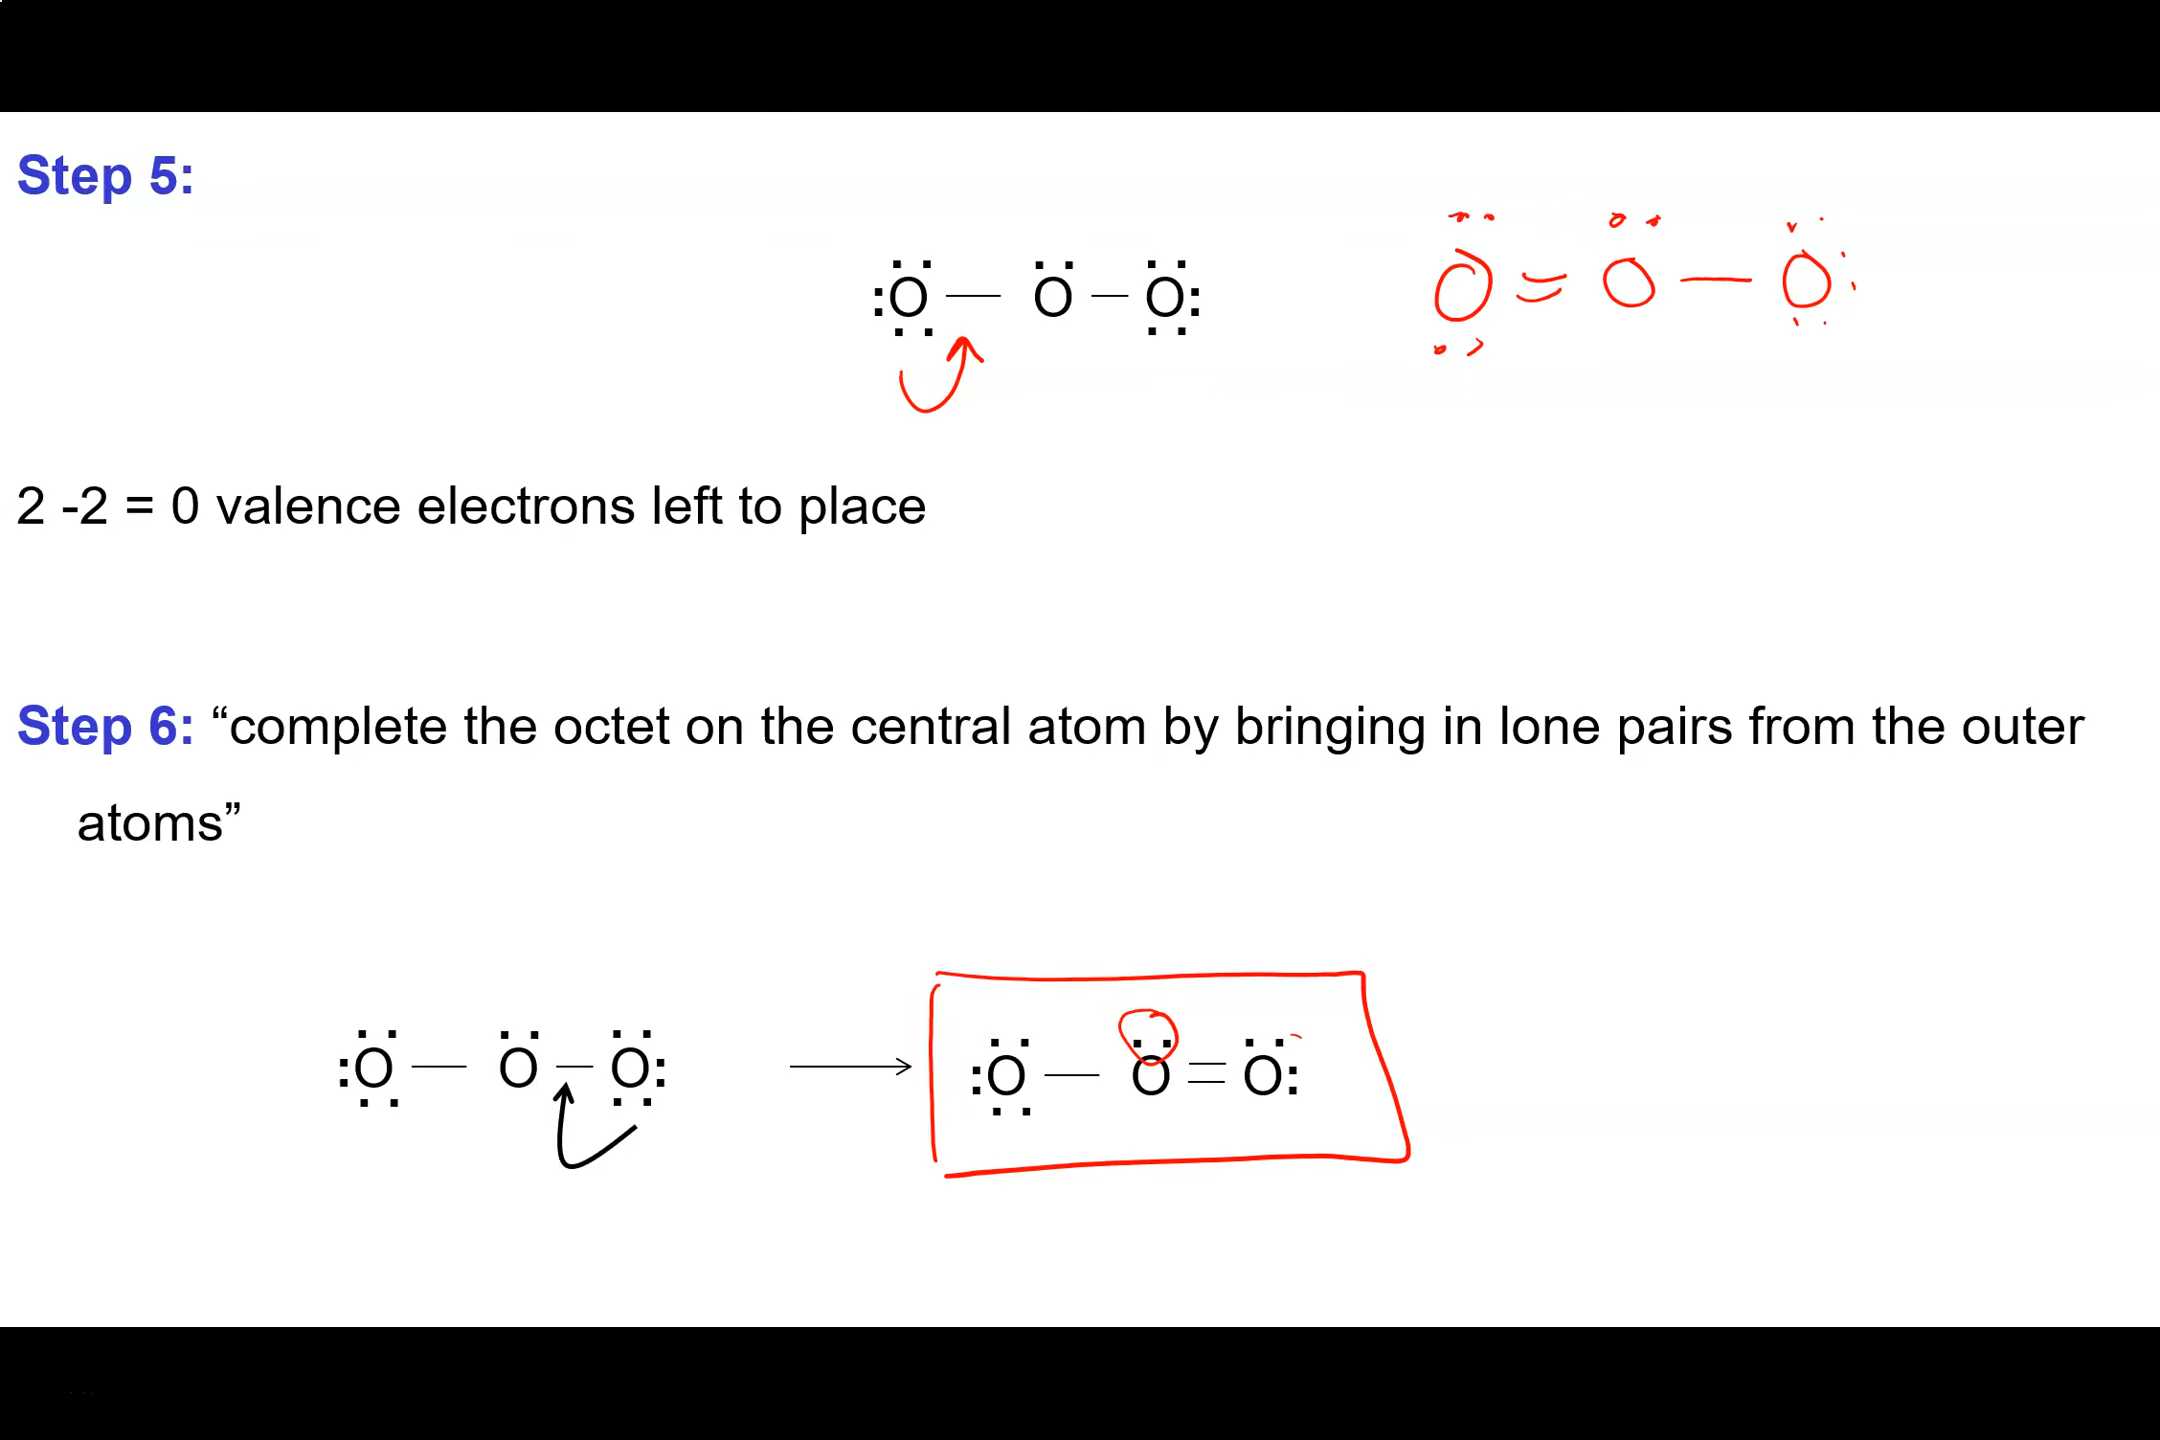 Step 5:
:Ö — Ö — Ö:
O = O — O
2 -2 = 0 valence electrons left to place
Step 6: “complete the octet on the central atom by bringing in lone pairs from the outer
atoms”
:Ö — Ö — Ö: → :Ö — Ö = Ö: